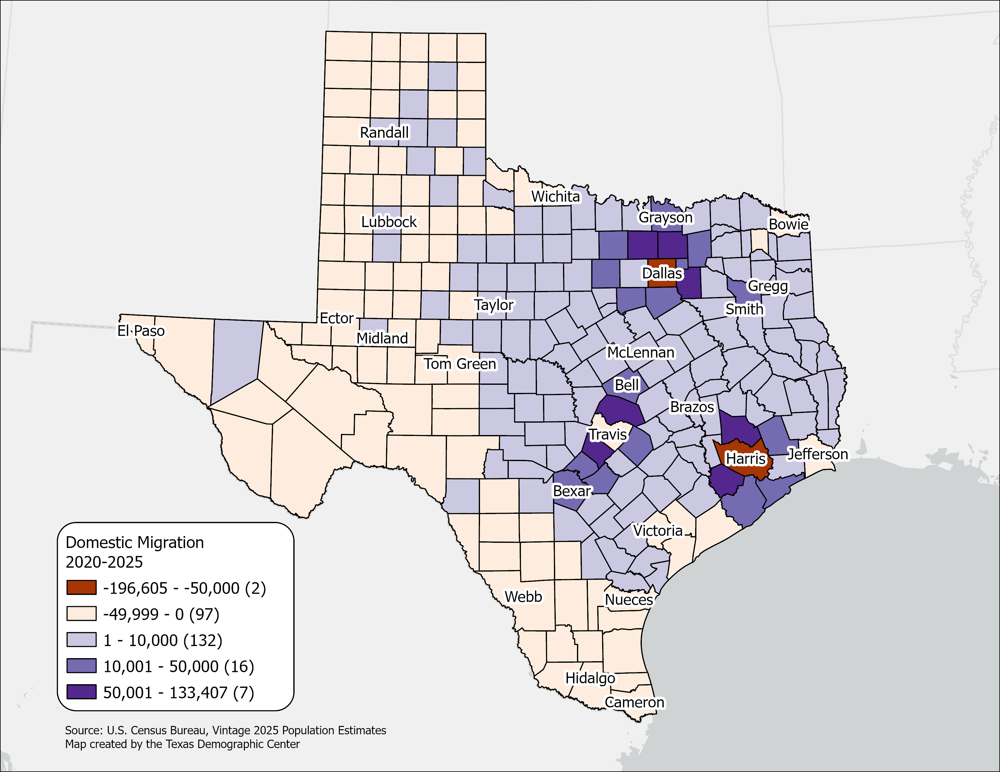 Randall
Wichita
Lubbock
Grayson
Bowie
Dallas
Gregg
Taylor
Smith
Ector
El Paso
Midland
McLennan
Tom Green
Bell
Brazos
Travis
Harris
Jefferson
Bexar
Victoria
Webb
Nueces
Hidalgo
Cameron
Domestic Migration
2020-2025
-196,605 - -50,000 (2)
-49,999 - 0 (97)
1 - 10,000 (132)
10,001 - 50,000 (16)
50,001 - 133,407 (7)
Source: U.S. Census Bureau, Vintage 2025 Population Estimates
Map created by the Texas Demographic Center